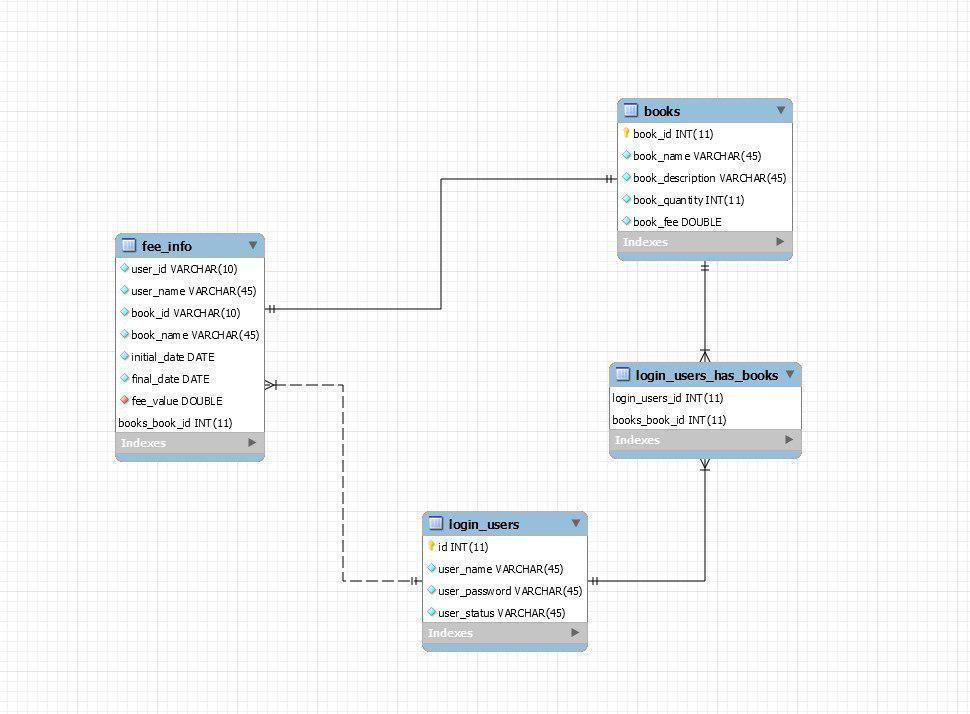 books
book_id INT(11)
book_name VARCHAR(45)
book_description VARCHAR(45)
book_quantity INT(11)
book_fee DOUBLE
Indexes
fee_info
user_id VARCHAR(10)
user_name VARCHAR(45)
book_id VARCHAR(10)
book_name VARCHAR(45)
initial_date DATE
final_date DATE
fee_value DOUBLE
books_book_id INT(11)
Indexes
login_users_has_books
login_users_id INT(11)
books_book_id INT(11)
Indexes
login_users
id INT(11)
user_name VARCHAR(45)
user_password VARCHAR(45)
user_status VARCHAR(45)
Indexes